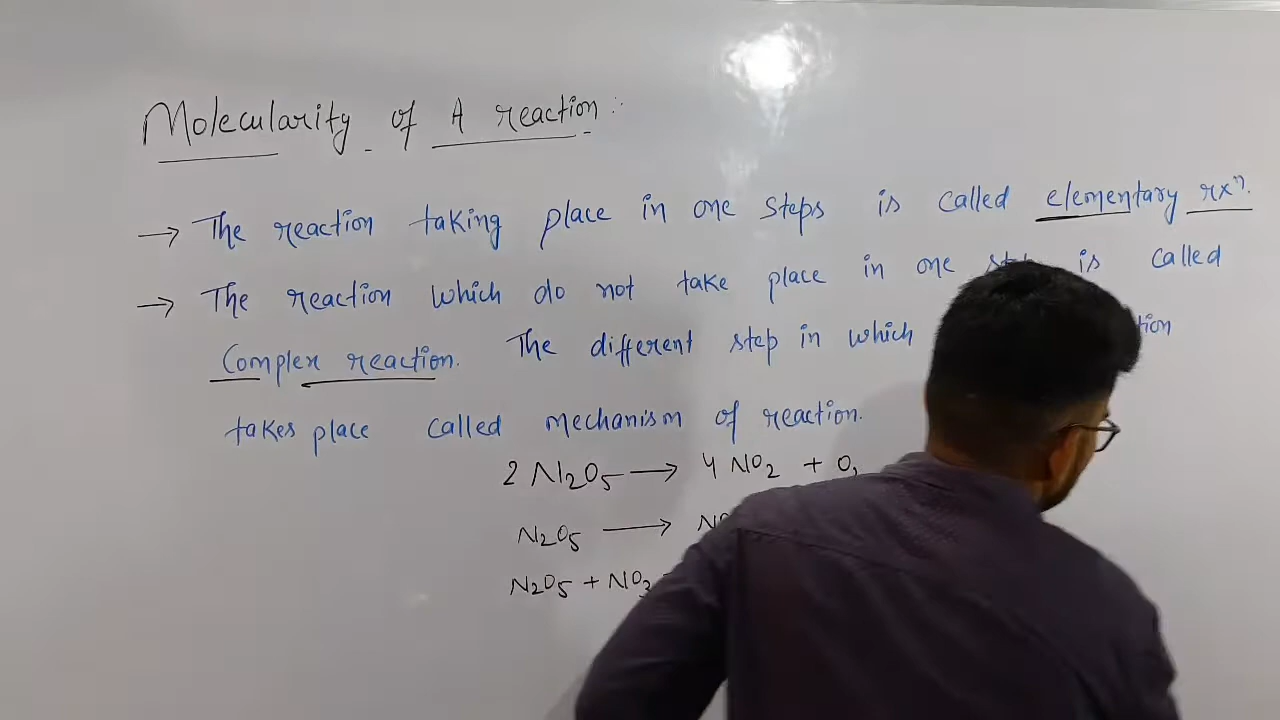 Molecularity of A reaction :
→ The reaction taking place in one steps is called elementary rxⁿ.
→ The reaction which do not take place in one is called
Complex reaction. The different step in which
takes place called mechanism of reaction.
2 N₂O₅ → 4 NO₂ + O₂
N₂O₅ →
N₂O₅ + NO₃